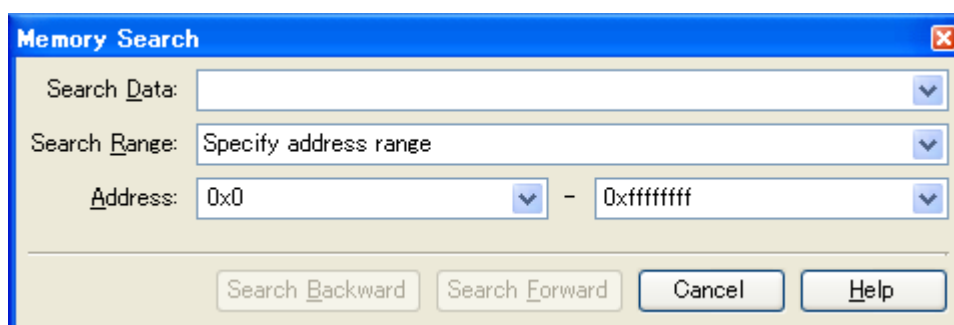 Memory Search
Search Data:
Search Range: Specify address range
Address: 0x0 - 0xffffffff
Search Backward Search Forward Cancel Help